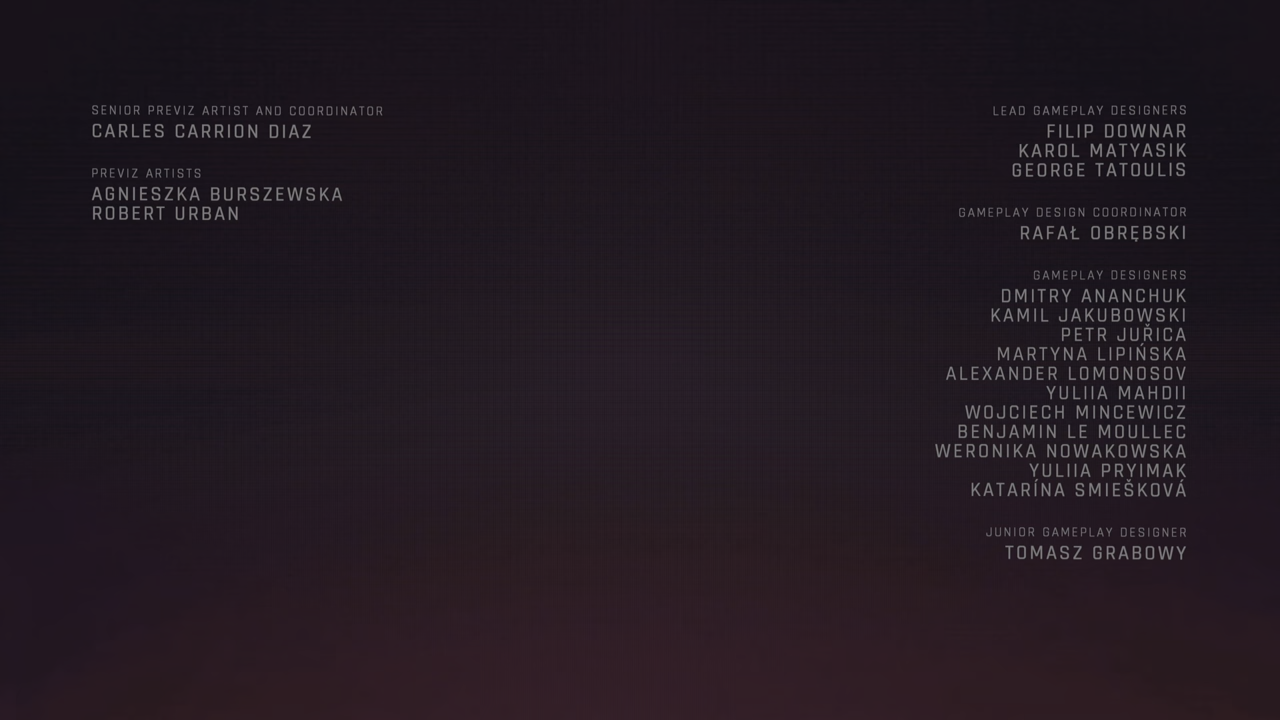 SENIOR PREVIZ ARTIST AND COORDINATOR
CARLES CARRION DIAZ
PREVIZ ARTISTS
AGNIESZKA BURSZEWSKA
ROBERT URBAN
LEAD GAMEPLAY DESIGNERS
FILIP DOWNAR
KAROL MATYASIK
GEORGE TATOULIS
GAMEPLAY DESIGN COORDINATOR
RAFAŁ OBRĘBSKI
GAMEPLAY DESIGNERS
DMITRY ANANCHUK
KAMIL JAKUBOWSKI
PETR JUŘICA
MARTYNA LIPIŃSKA
ALEXANDER LOMONOSOV
YULIIA MAHDII
WOJCIECH MINCEWICZ
BENJAMIN LE MOULLEC
WERONIKA NOWAKOWSKA
YULIIA PRYIMAK
KATARÍNA SMIEŠKOVÁ
JUNIOR GAMEPLAY DESIGNER
TOMASZ GRABOWY